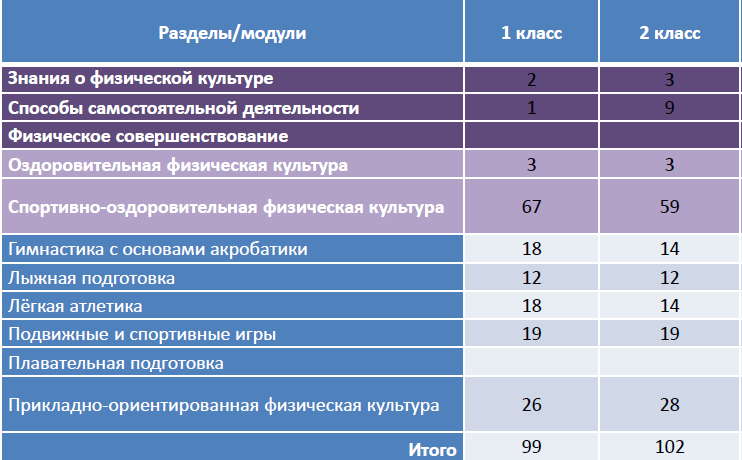 Разделы/модули 1 класс 2 класс
Знания о физической культуре 2 3
Способы самостоятельной деятельности 1 9
Физическое совершенствование
Оздоровительная физическая культура 3 3
Спортивно-оздоровительная физическая культура 67 59
Гимнастика с основами акробатики 18 14
Лыжная подготовка 12 12
Лёгкая атлетика 18 14
Подвижные и спортивные игры 19 19
Плавательная подготовка
Прикладно-ориентированная физическая культура 26 28
Итого 99 102